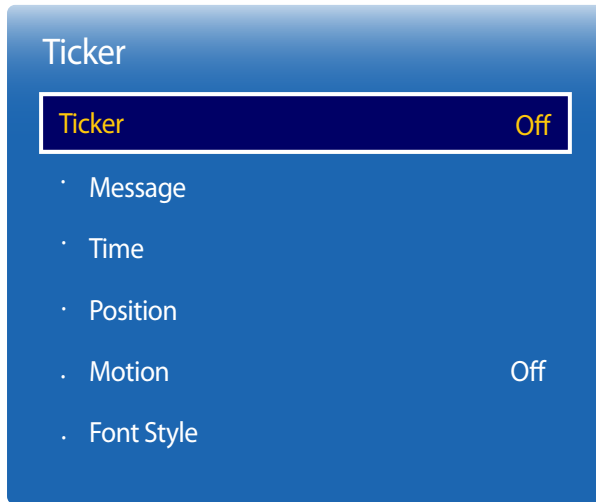 Ticker
Ticker Off
· Message
· Time
· Position
· Motion Off
· Font Style